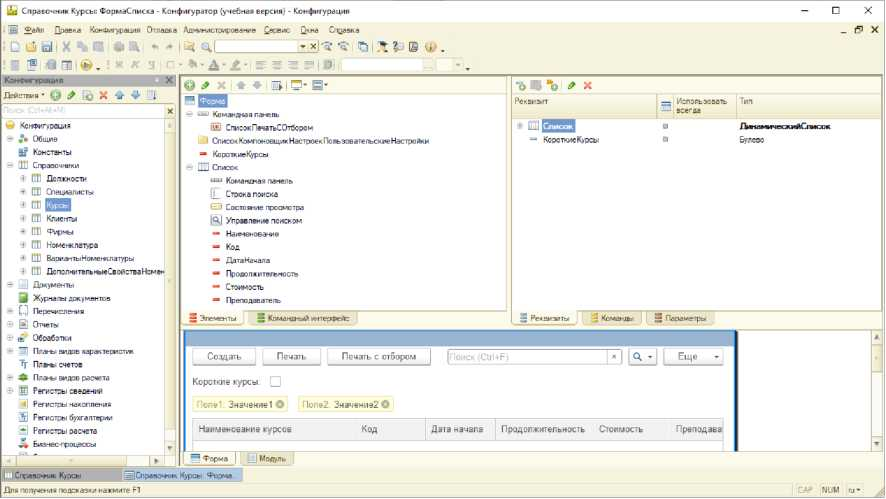 Справочник Курсы: ФормаСписка - Конфигуратор (учебная версия) - Конфигурация
Файл Правка Конфигурация Отладка Администрирование Сервис Окна Справка
Ж К Ч
Конфигурация
Действия
Поиск (Ctrl+Alt+M)
Конфигурация
Общие
Константы
Справочники
Должности
Специалисты
Курсы
Клиенты
Фирмы
Номенклатура
ВариантыНоменклатуры
ДополнительныеСвойстваНомен
Документы
Журналы документов
Перечисления
Отчеты
Обработки
Планы видов характеристик
Планы счетов
Планы видов расчета
Регистры сведений
Регистры накопления
Регистры бухгалтерии
Регистры расчета
Бизнес-процессы
Форма
Командная панель
СписокПечатьСОтбором
СписокКомпоновщикНастроекПользовательскиеНастройки
КороткиеКурсы
Список
Командная панель
Строка поиска
Состояние просмотра
Управление поиском
Наименование
Код
ДатаНачала
Продолжительность
Стоимость
Преподаватель
Элементы Командный интерфейс
Реквизит Использовать всегда Тип
Список ДинамическийСписок
КороткиеКурсы Булево
Реквизиты Команды Параметры
Создать Печать Печать с отбором Поиск (Ctrl+F) Еще
Короткие курсы:
Поле1: Значение1 Поле2: Значение2
Наименование курсов Код Дата начала Продолжительность Стоимость Преподава
Форма Модуль
Справочник Курсы Справочник Курсы: Форма...
Для получения подсказки нажмите F1 CAP NUM ru